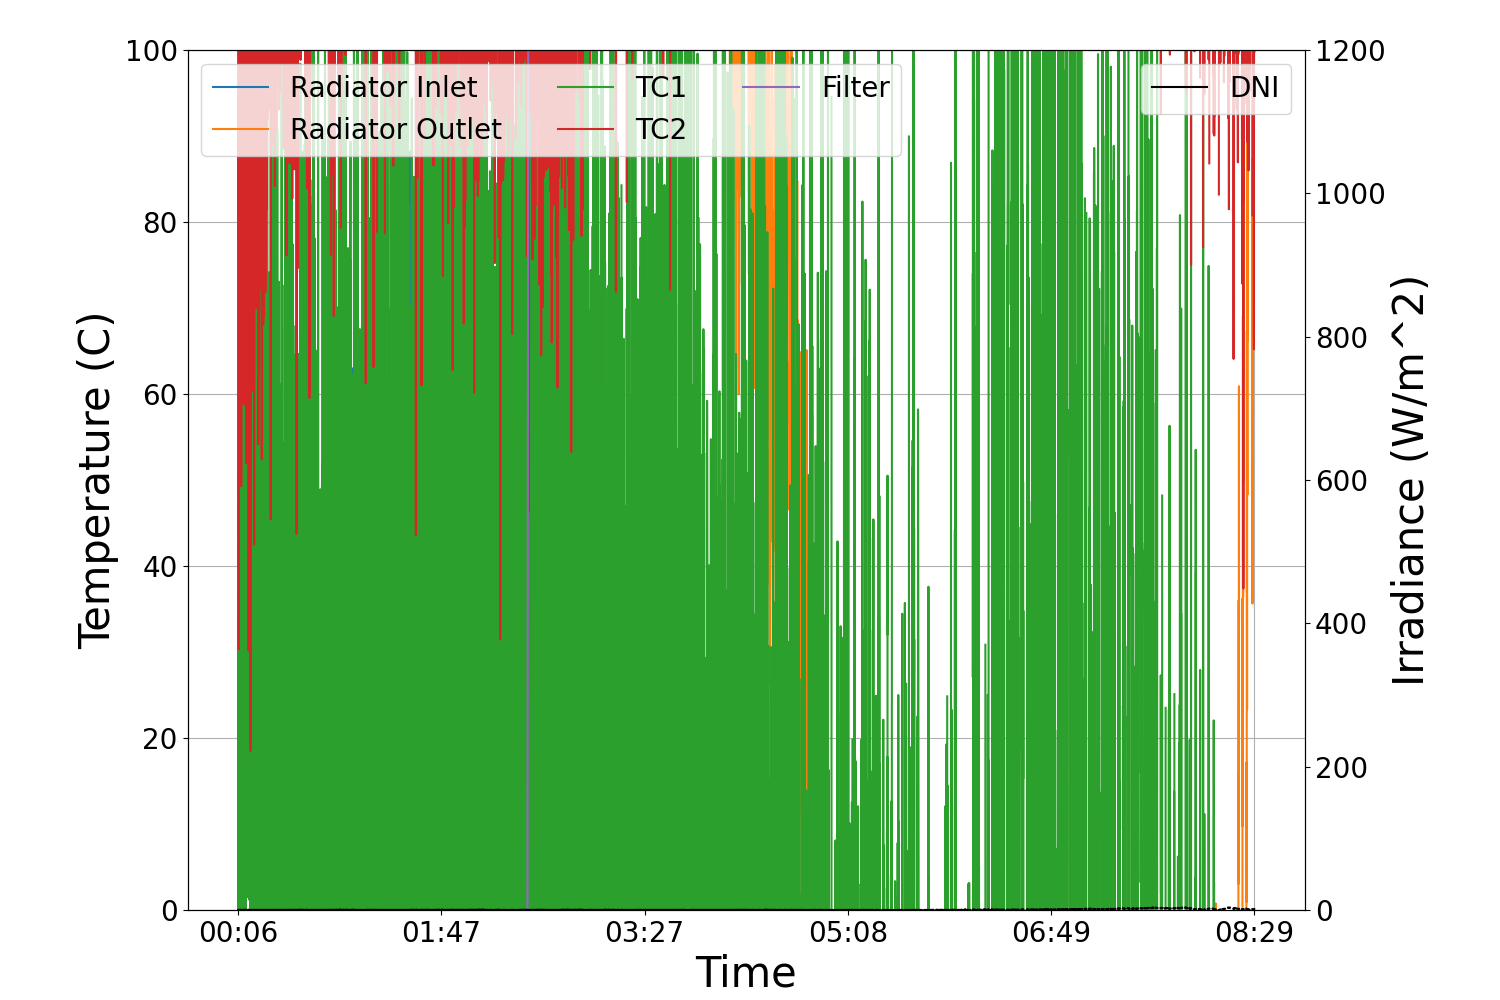 100
80
60
40
20
0
Temperature (C)
Radiator Inlet
Radiator Outlet
TC1
TC2
Filter
DNI
1200
1000
800
600
400
200
0
Irradiance (W/m^2)
00:06
01:47
03:27
05:08
06:49
08:29
Time